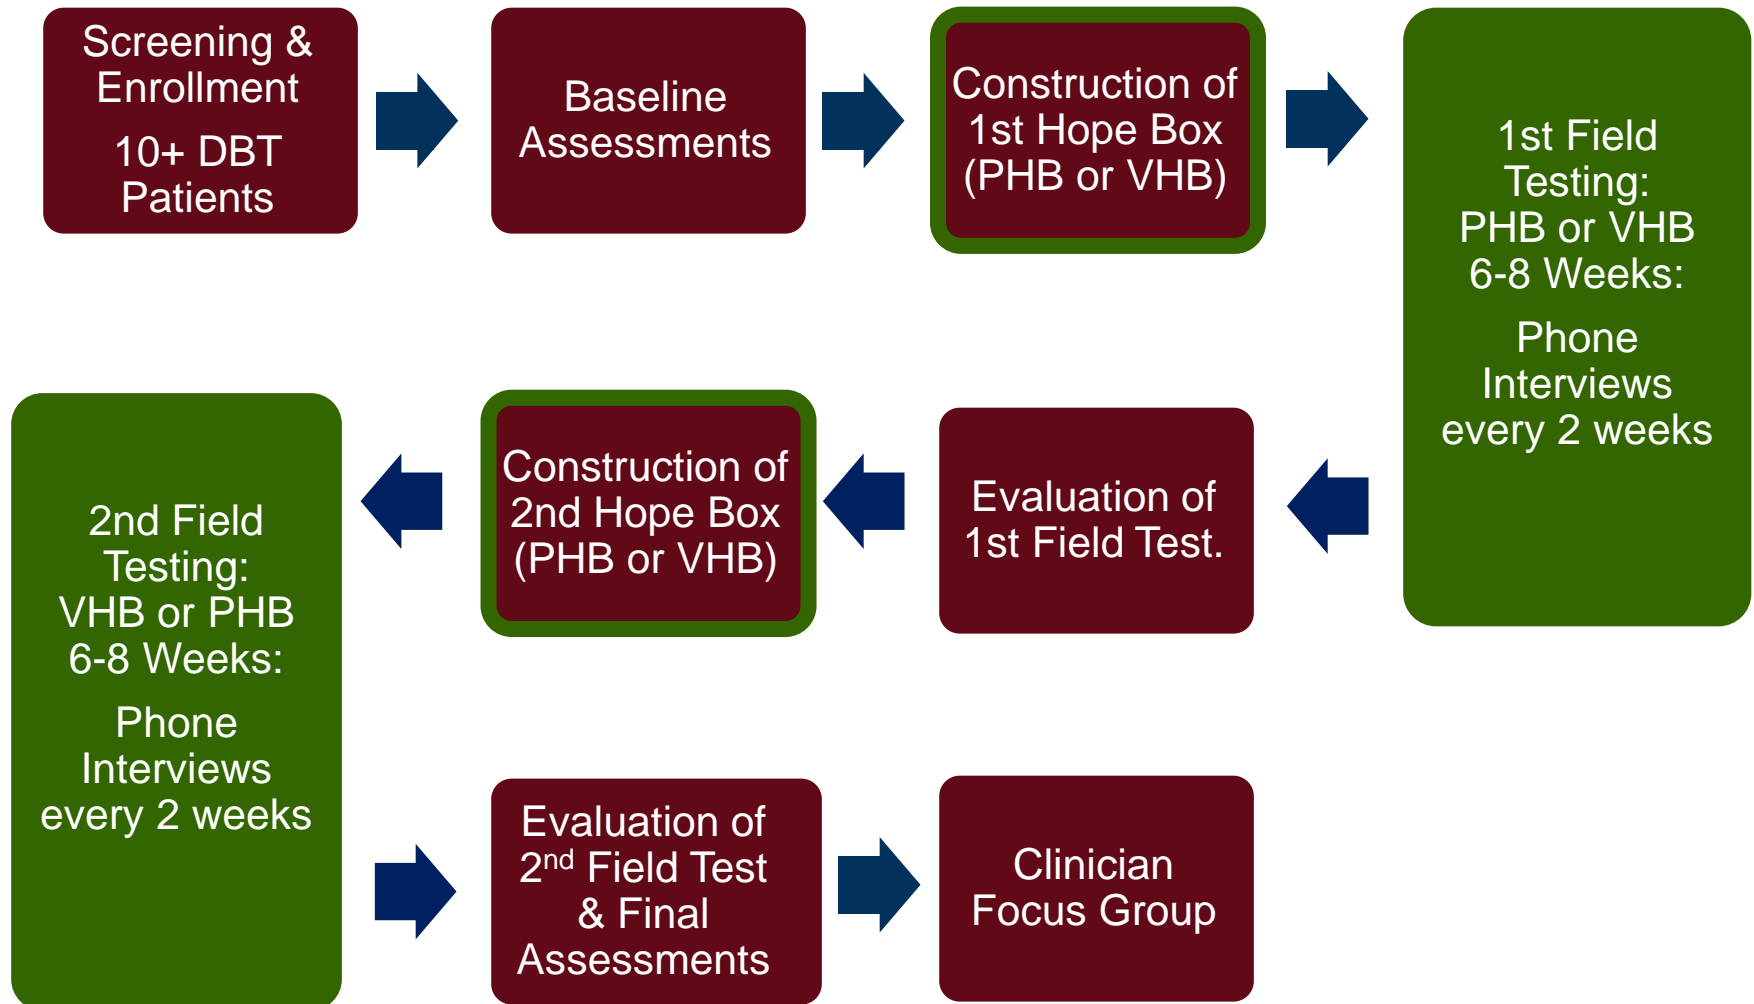 Screening &
Enrollment
10+ DBT
Patients
Baseline
Assessments
Construction of
1st Hope Box
(PHB or VHB)
1st Field
Testing:
PHB or VHB
6-8 Weeks:
Phone
Interviews
every 2 weeks
Evaluation of
1st Field Test.
Construction of
2nd Hope Box
(PHB or VHB)
2nd Field
Testing:
VHB or PHB
6-8 Weeks:
Phone
Interviews
every 2 weeks
Evaluation of
2nd Field Test
& Final
Assessments
Clinician
Focus Group